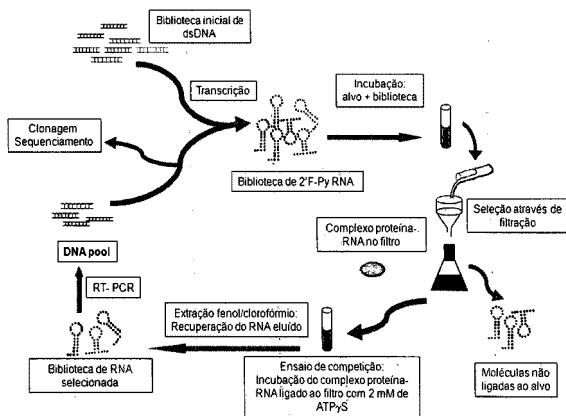 Biblioteca inicial de
dsDNA
Transcrição
Incubação:
alvo + biblioteca
Clonagem
Sequenciamento
Biblioteca de 2'F-Py RNA
Seleção através de
filtração
Complexo proteína-
RNA no filtro
DNA pool
RT- PCR
Extração fenol/clorofórmio:
Recuperação do RNA eluído
Biblioteca de RNA
selecionada
Ensaio de competição:
Incubação do complexo proteína-
RNA ligado ao filtro com 2 mM de
ATPγS
Moléculas não
ligadas ao alvo